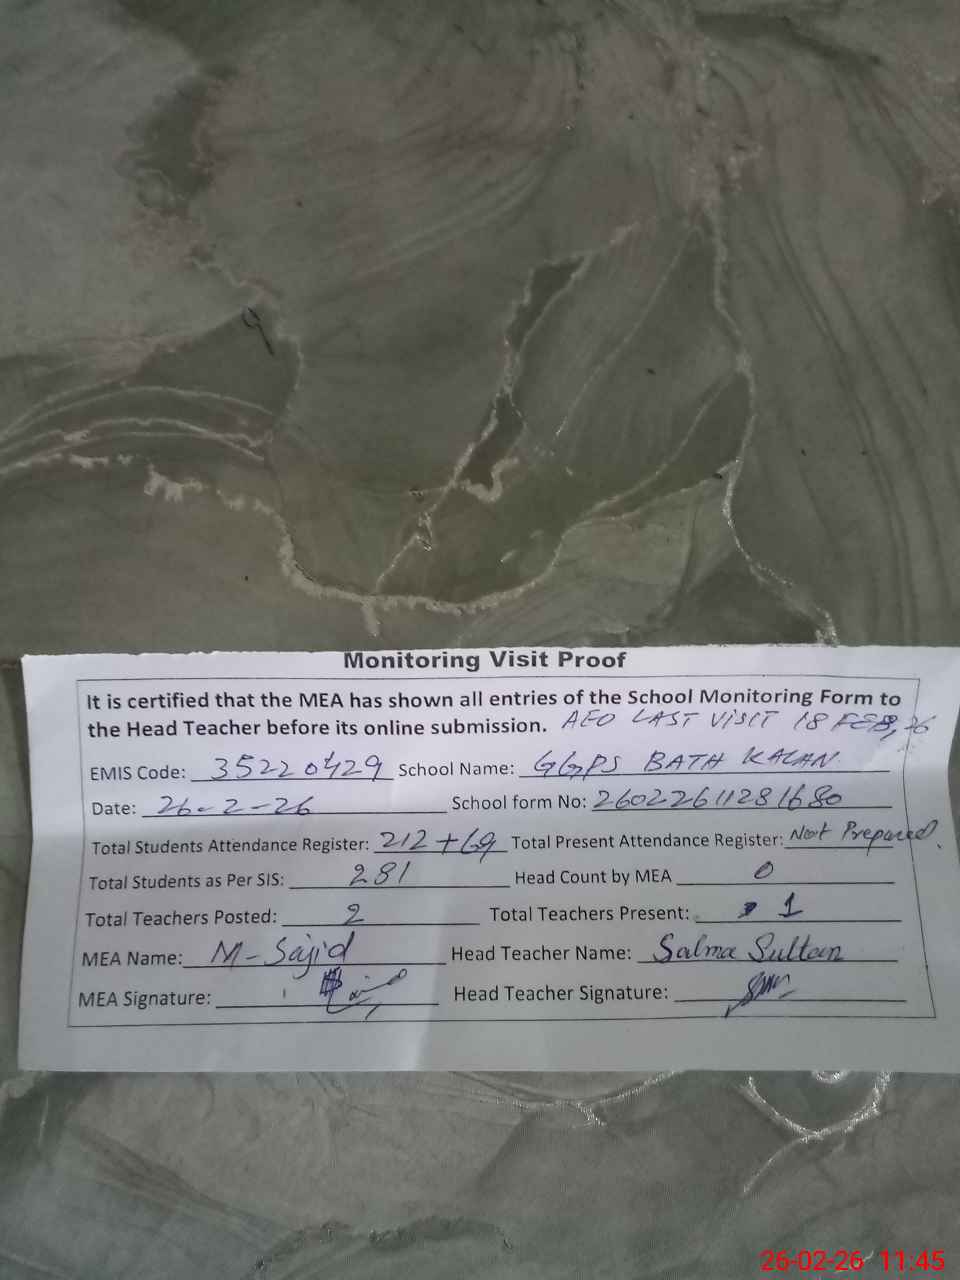 Monitoring Visit Proof
It is certified that the MEA has shown all entries of the School Monitoring Form to
the Head Teacher before its online submission. AEO LAST VISIT 18 FEB, 26
EMIS Code: 35220429 School Name: GGPS BATH KALAN
Date: 26-2-26 School form No: 26022611281680
Total Students Attendance Register: 212+69 Total Present Attendance Register: Not Prepared.
Total Students as Per SIS: 281 Head Count by MEA 0
Total Teachers Posted: 2 Total Teachers Present: 1
MEA Name: M-Sajid Head Teacher Name: Salma Sultan
MEA Signature: Head Teacher Signature:
26-02-26 11:45